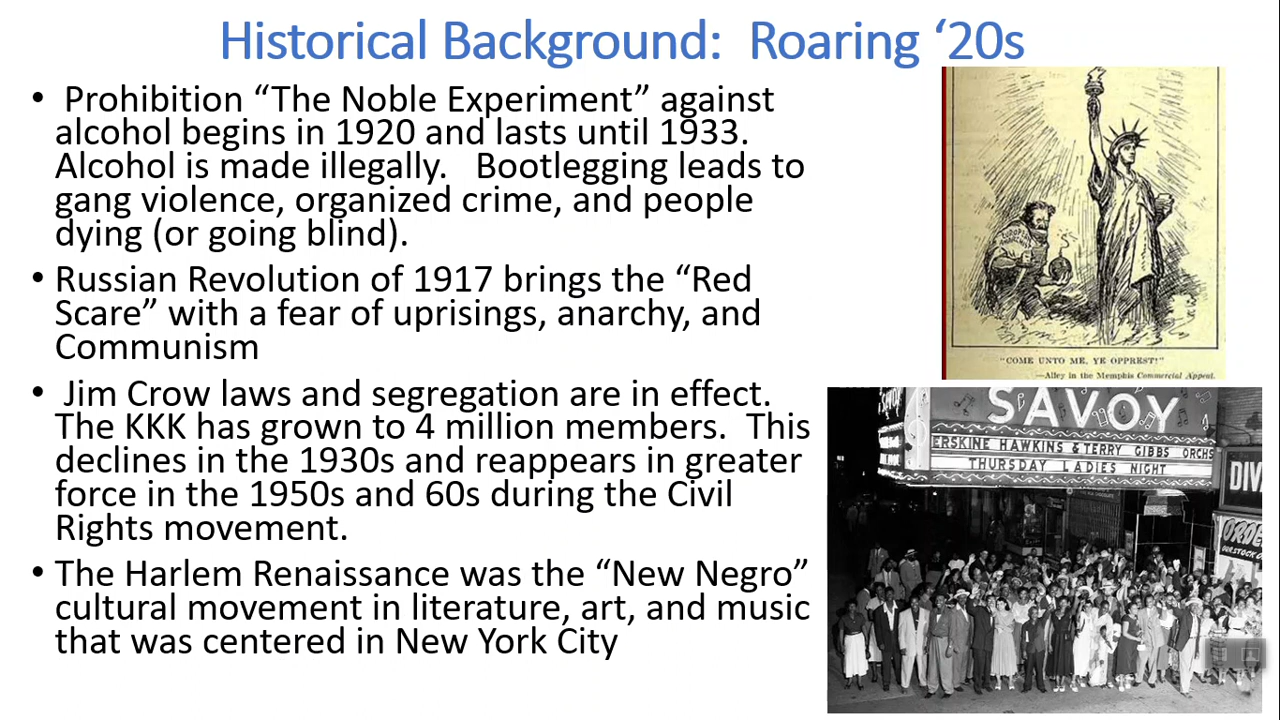 Historical Background:  Roaring ‘20s
• Prohibition “The Noble Experiment” against
alcohol begins in 1920 and lasts until 1933.
Alcohol is made illegally.   Bootlegging leads to
gang violence, organized crime, and people
dying (or going blind).
• Russian Revolution of 1917 brings the “Red
Scare” with a fear of uprisings, anarchy, and
Communism
• Jim Crow laws and segregation are in effect.
The KKK has grown to 4 million members.  This
declines in the 1930s and reappears in greater
force in the 1950s and 60s during the Civil
Rights movement.
• The Harlem Renaissance was the “New Negro”
cultural movement in literature, art, and music
that was centered in New York City
"COME UNTO ME, YE OPPREST!"
—Alley in the Memphis Commercial Appeal.
SAVOY
ERSKINE HAWKINS & TERRY GIBBS ORCHS
THURSDAY LADIES NIGHT